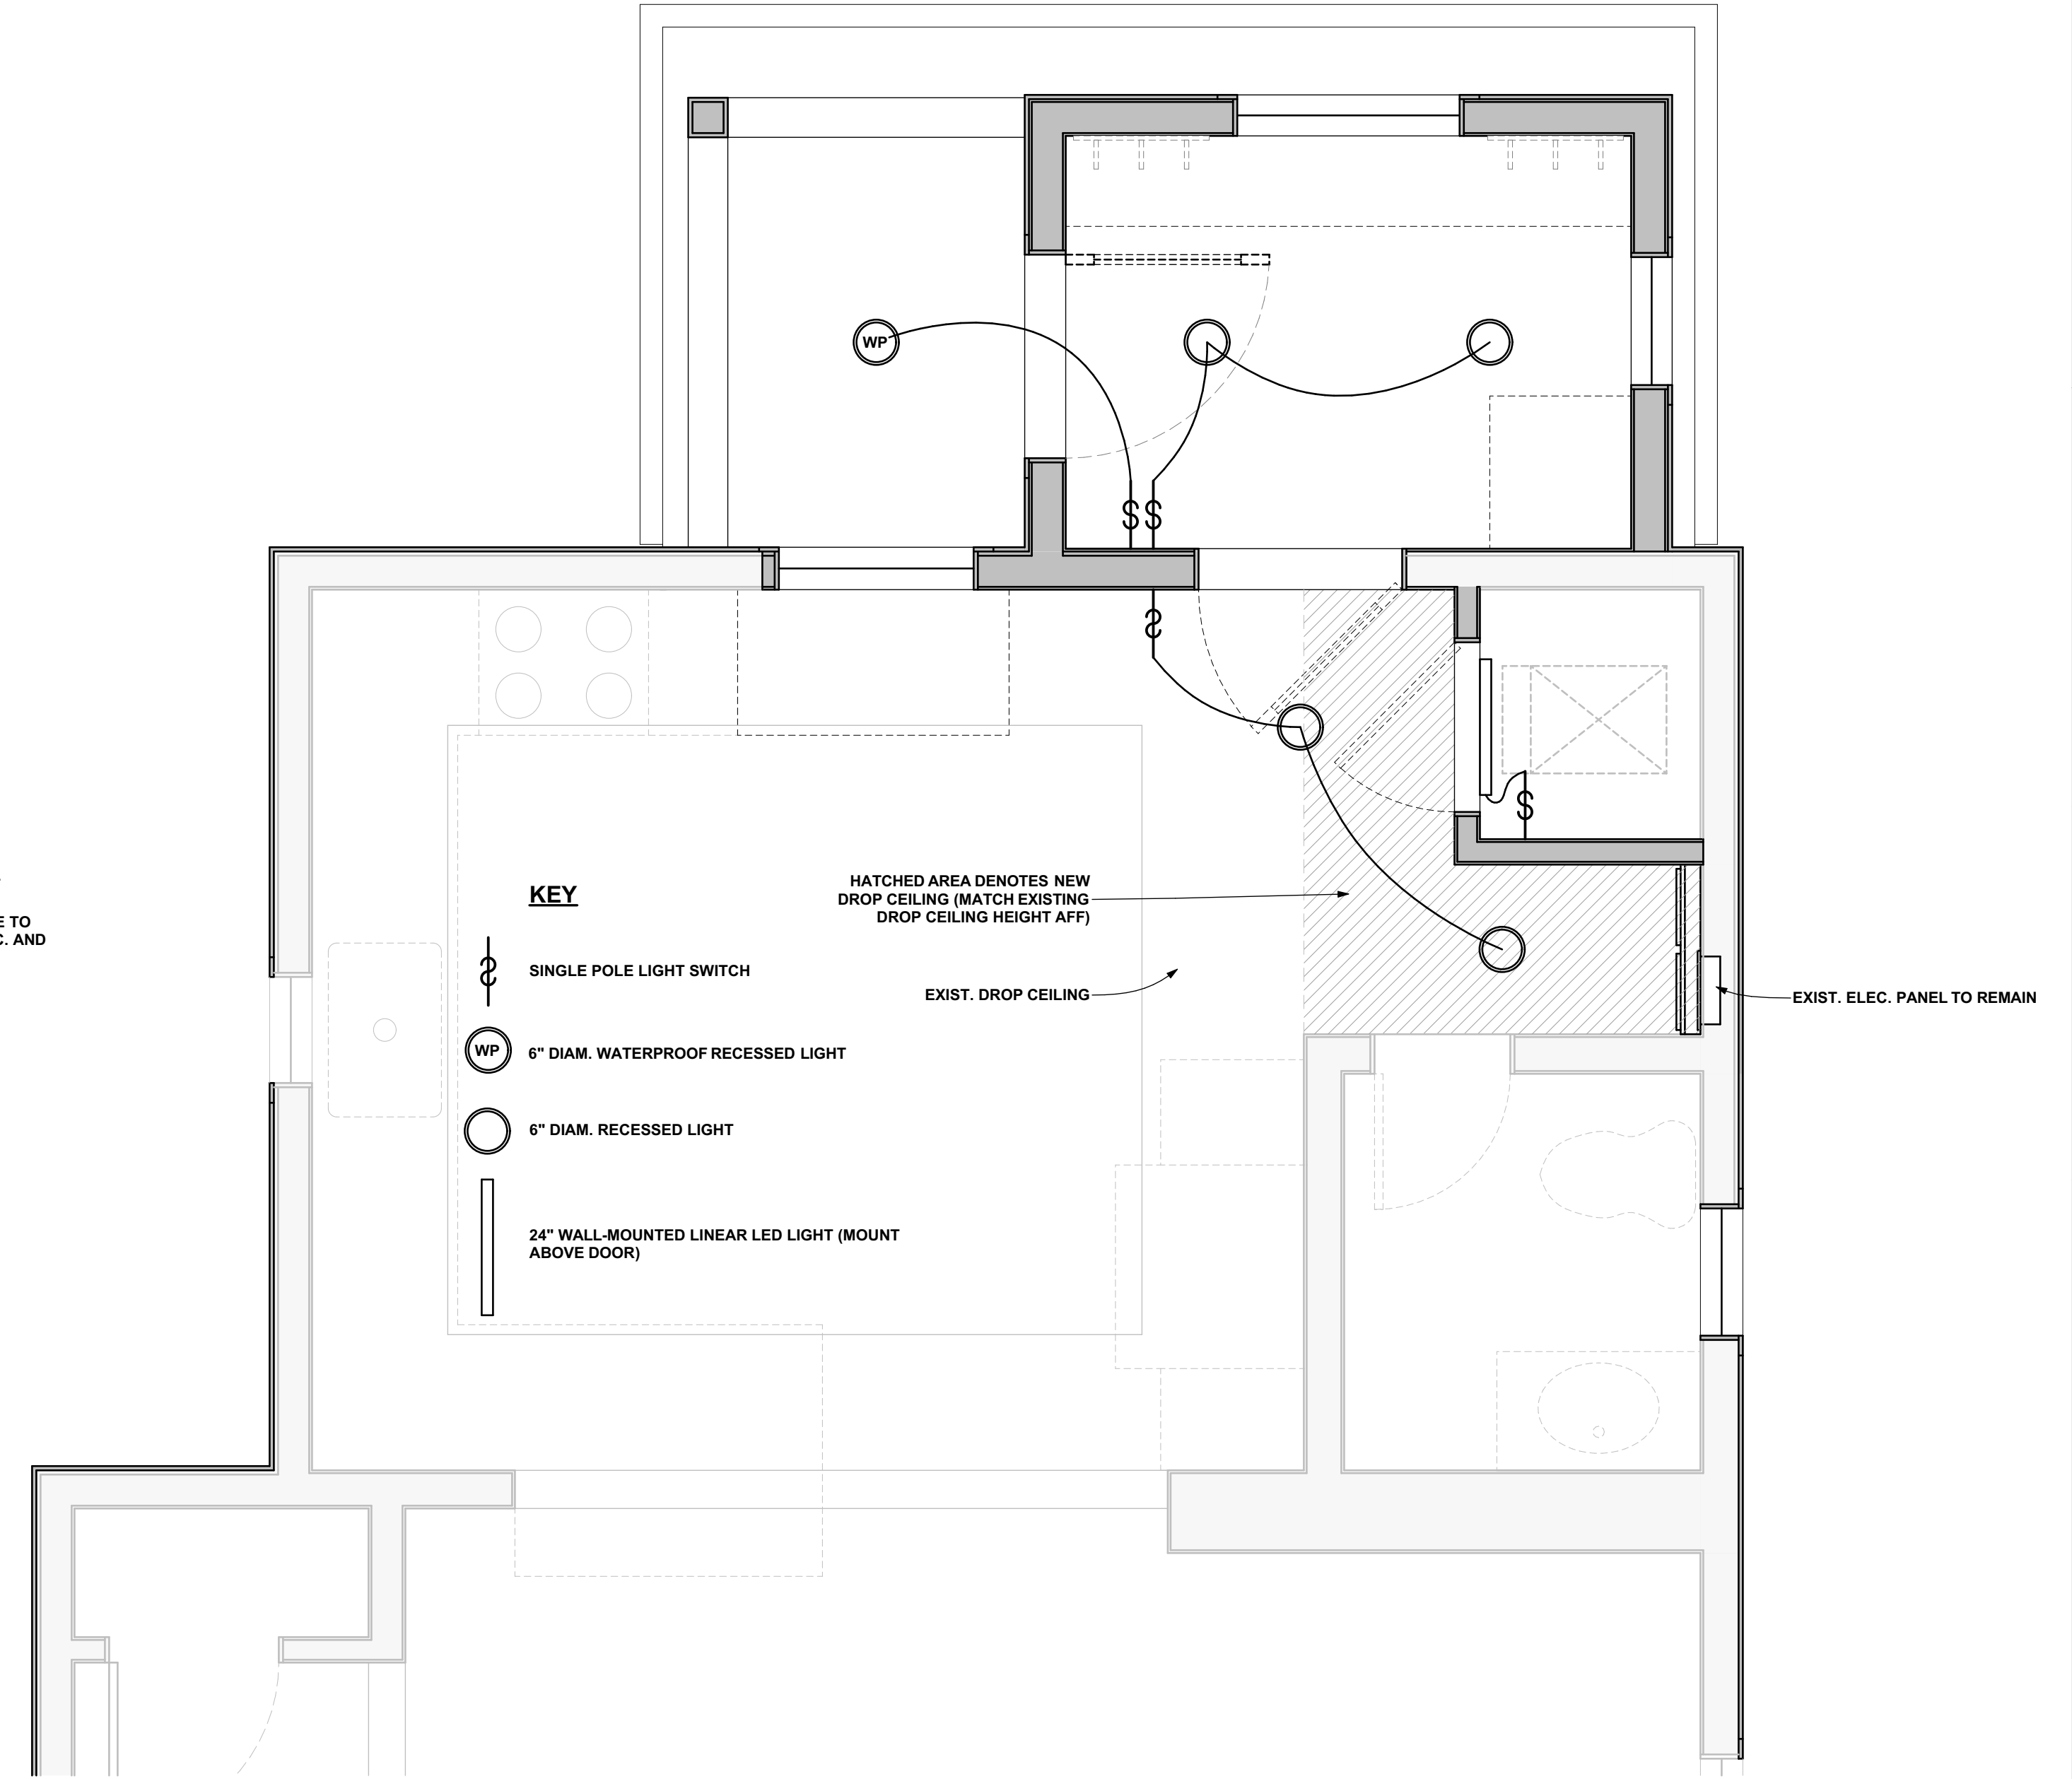 WP
$ $
$
$
KEY
HATCHED AREA DENOTES NEW
DROP CEILING (MATCH EXISTING
DROP CEILING HEIGHT AFF)
E TO
C. AND
$
SINGLE POLE LIGHT SWITCH
EXIST. DROP CEILING
EXIST. ELEC. PANEL TO REMAIN
WP
6" DIAM. WATERPROOF RECESSED LIGHT
6" DIAM. RECESSED LIGHT
24" WALL-MOUNTED LINEAR LED LIGHT (MOUNT
ABOVE DOOR)